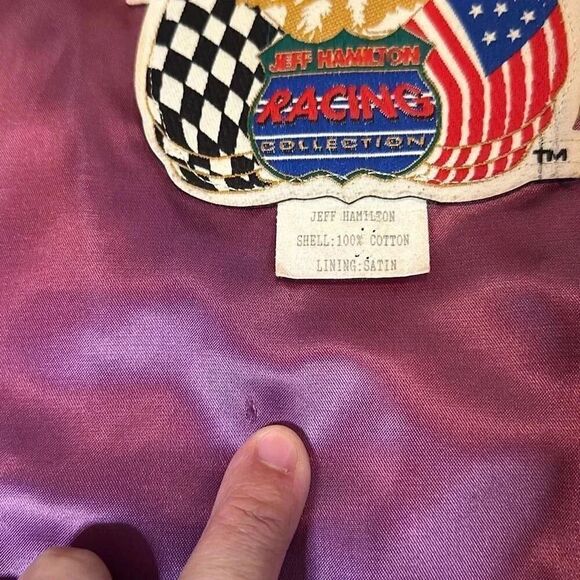 JEFF HAMILTON
RACING
COLLECTION
TM
JEFF HAMILTON
SHELL:100% COTTON
LINING:SATIN